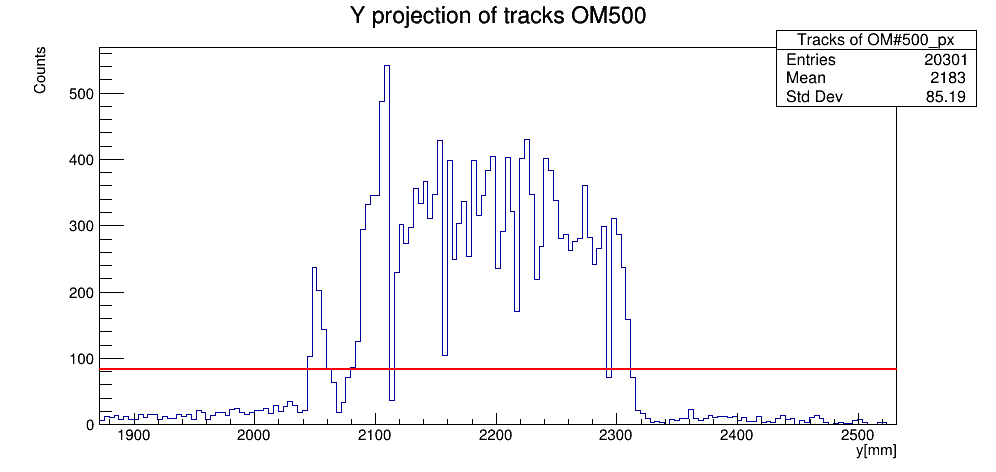 Y projection of tracks OM500
Tracks of OM#500_px
Entries 20301
Mean 2183
Std Dev 85.19
Counts
500
400
300
200
100
0
1900 2000 2100 2200 2300 2400 2500
y[mm]